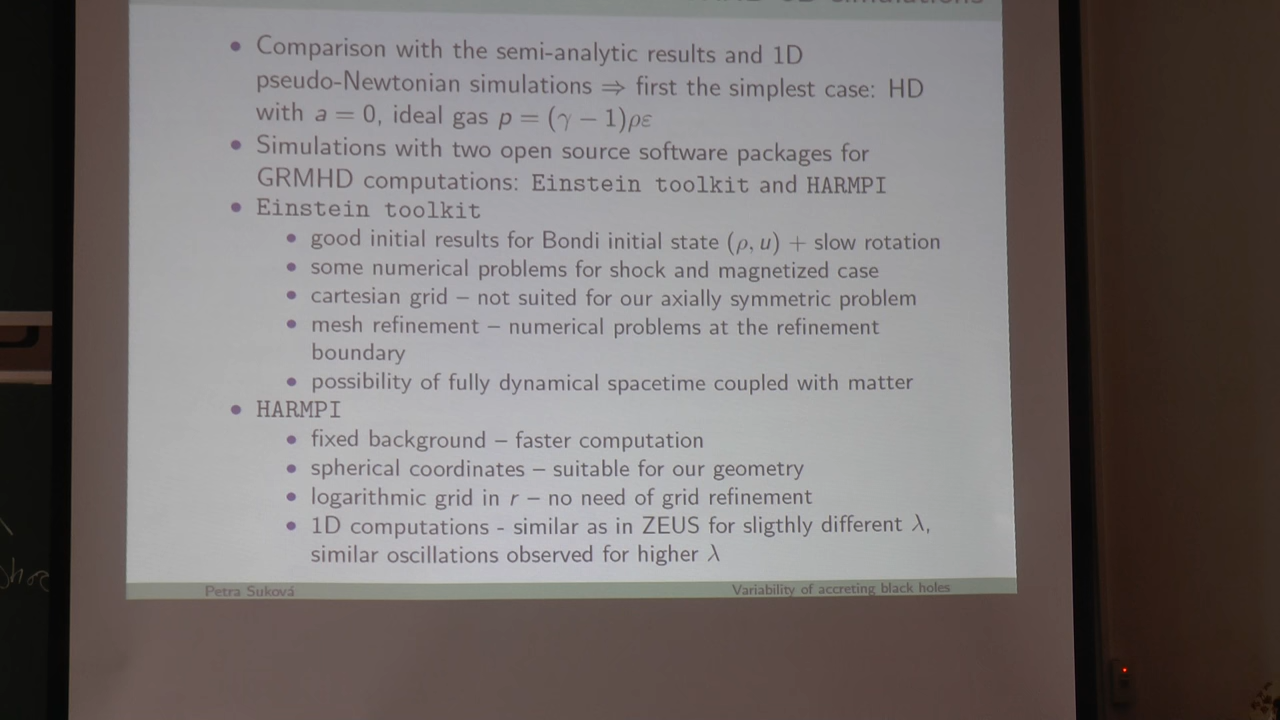 simulations
• Comparison with the semi-analytic results and 1D
pseudo-Newtonian simulations ⇒ first the simplest case: HD
with a = 0, ideal gas p = (γ − 1)ρε
• Simulations with two open source software packages for
GRMHD computations: Einstein toolkit and HARMPI
• Einstein toolkit
• good initial results for Bondi initial state (ρ, u) + slow rotation
• some numerical problems for shock and magnetized case
• cartesian grid – not suited for our axially symmetric problem
• mesh refinement – numerical problems at the refinement
boundary
• possibility of fully dynamical spacetime coupled with matter
• HARMPI
• fixed background – faster computation
• spherical coordinates – suitable for our geometry
• logarithmic grid in r – no need of grid refinement
• 1D computations - similar as in ZEUS for sligthly different λ,
similar oscillations observed for higher λ
Petra Suková
Variability of accreting black holes